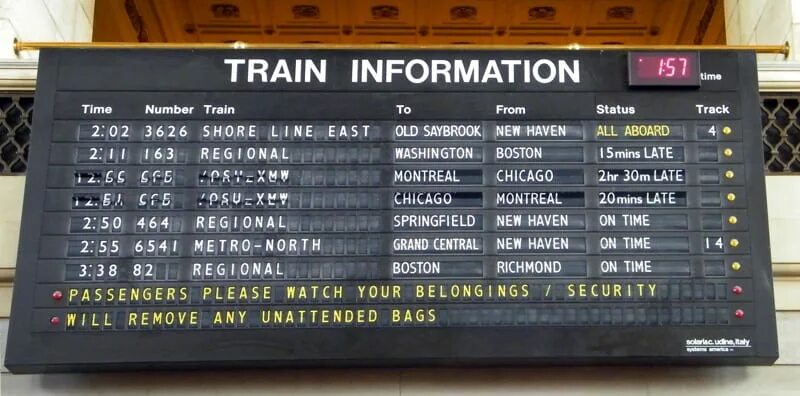 TRAIN INFORMATION 1:57 time
Time Number Train To From Status Track
2:02 3626 SHORE LINE EAST OLD SAYBROOK NEW HAVEN ALL ABOARD 4
2:11 163 REGIONAL WASHINGTON BOSTON 15mins LATE
MONTREAL CHICAGO 2hr 30m LATE
CHICAGO MONTREAL 20mins LATE
2:50 464 REGIONAL SPRINGFIELD NEW HAVEN ON TIME
2:55 6541 METRO-NORTH GRAND CENTRAL NEW HAVEN ON TIME 14
3:38 82 REGIONAL BOSTON RICHMOND ON TIME
PASSENGERS PLEASE WATCH YOUR BELONGINGS / SECURITY
WILL REMOVE ANY UNATTENDED BAGS
solari&c. udine, italy
systems america